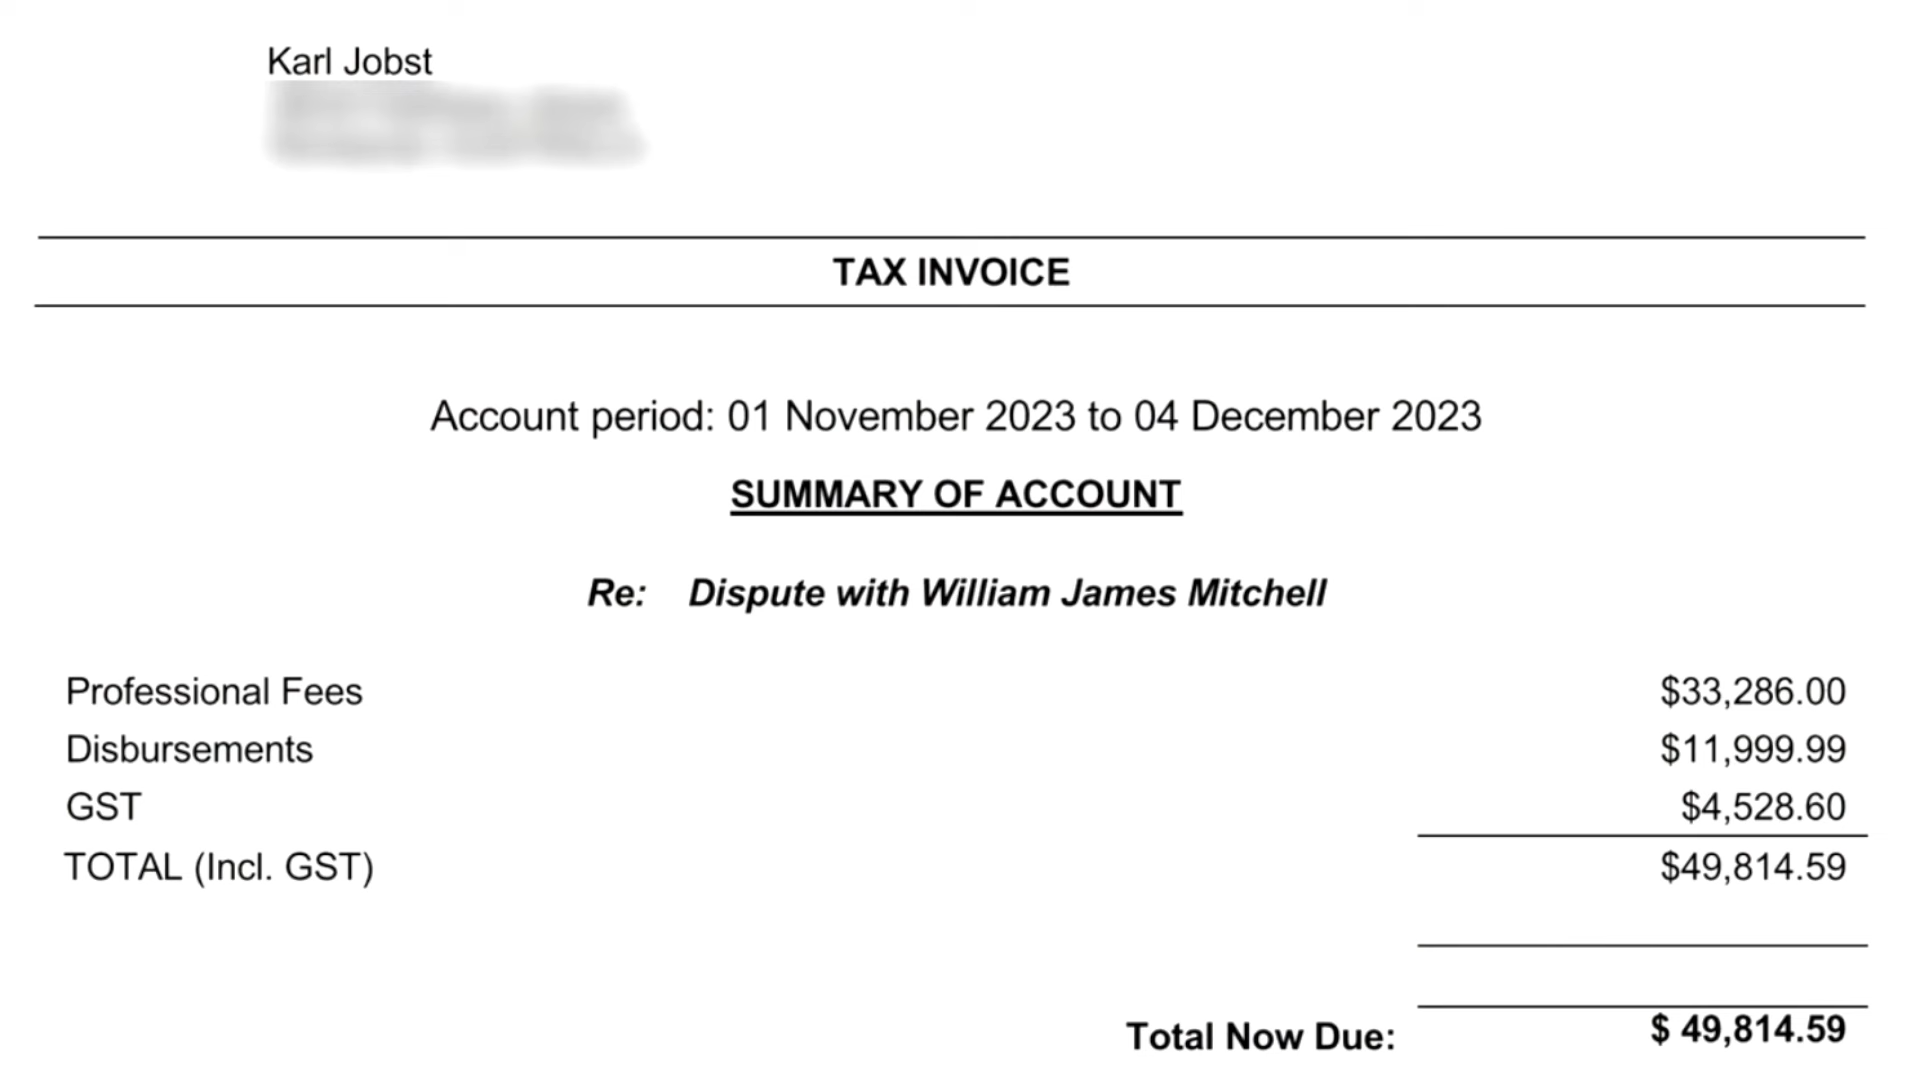 Karl Jobst
TAX INVOICE
Account period: 01 November 2023 to 04 December 2023
SUMMARY OF ACCOUNT
Re: Dispute with William James Mitchell
Professional Fees $33,286.00
Disbursements $11,999.99
GST $4,528.60
TOTAL (Incl. GST) $49,814.59
Total Now Due: $ 49,814.59